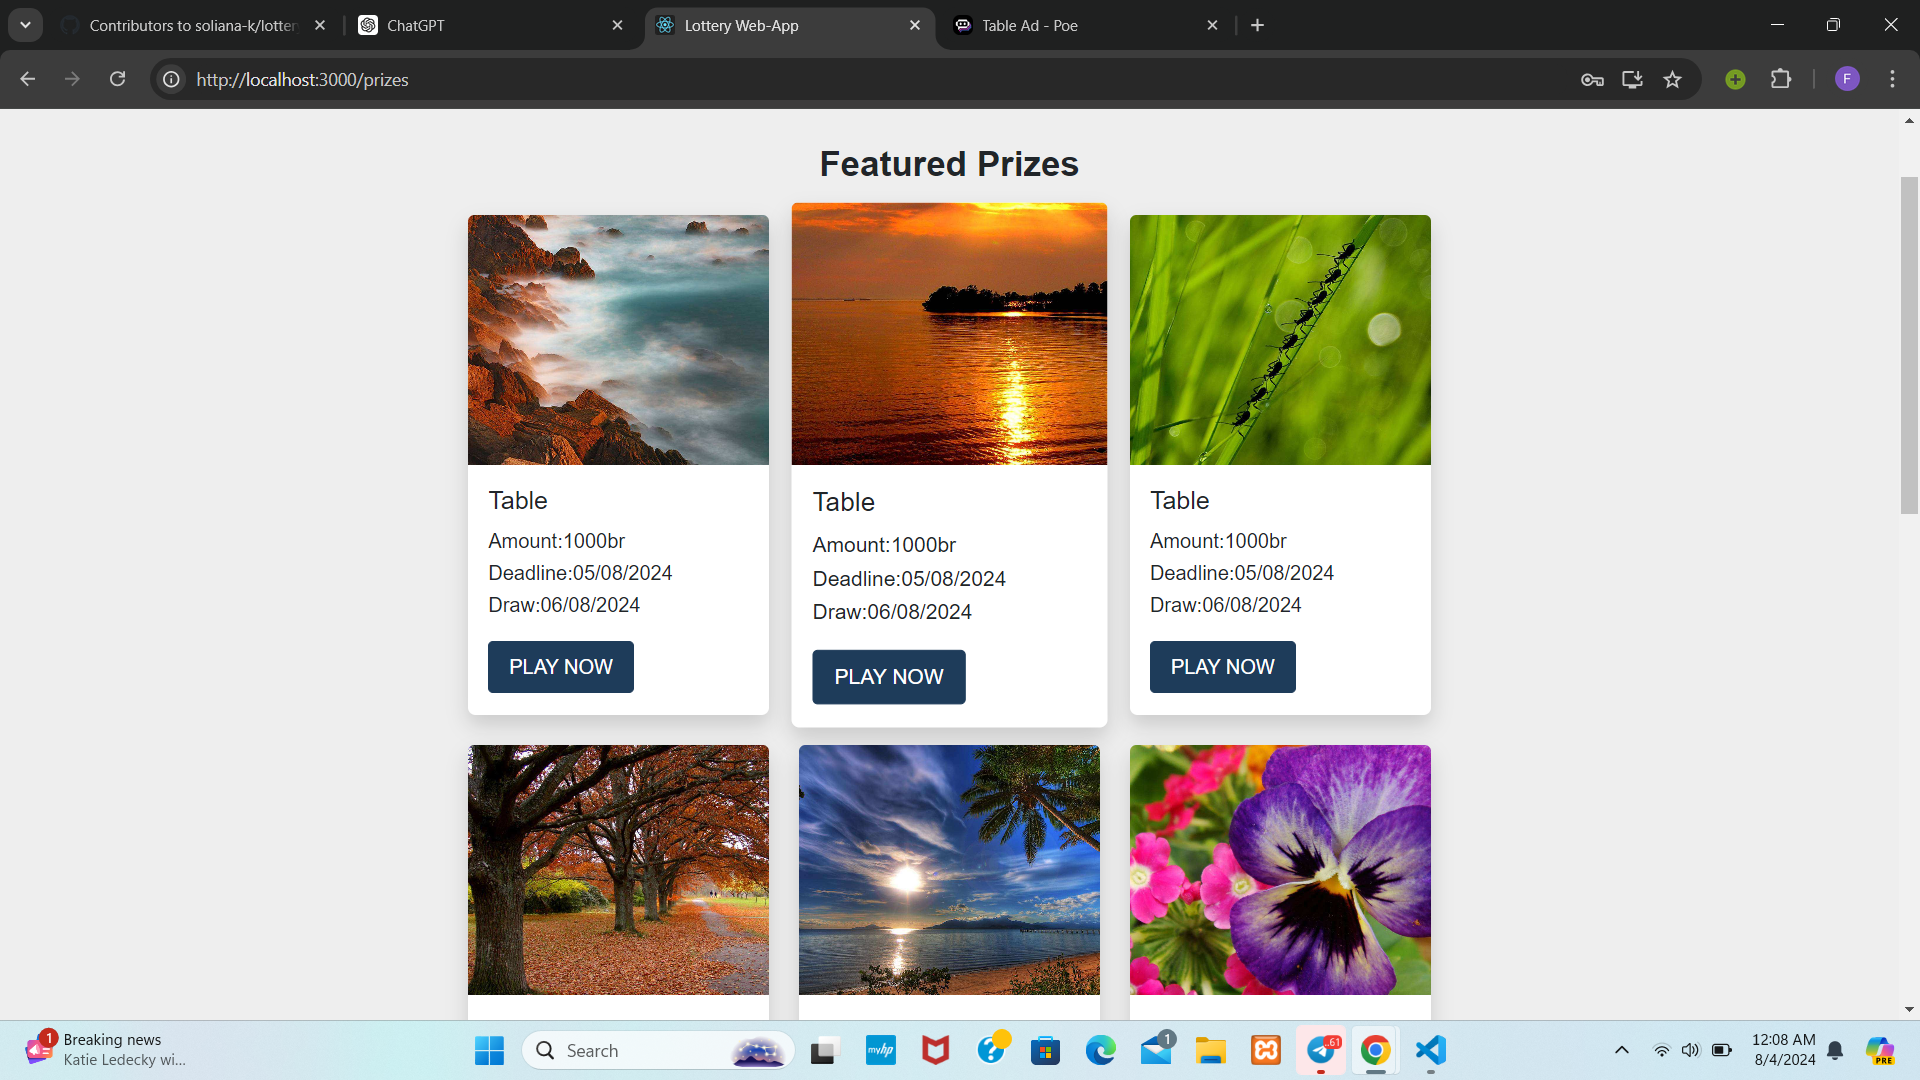 Contributors to soliana-k/lotter
ChatGPT
Lottery Web-App
Table Ad - Poe
http://localhost:3000/prizes
F
Featured Prizes
Table
Amount:1000br
Deadline:05/08/2024
Draw:06/08/2024
PLAY NOW
Table
Amount:1000br
Deadline:05/08/2024
Draw:06/08/2024
PLAY NOW
Table
Amount:1000br
Deadline:05/08/2024
Draw:06/08/2024
PLAY NOW
1
Breaking news
Katie Ledecky wi...
Search
myhp
?
.61
1
12:08 AM
8/4/2024
PRE